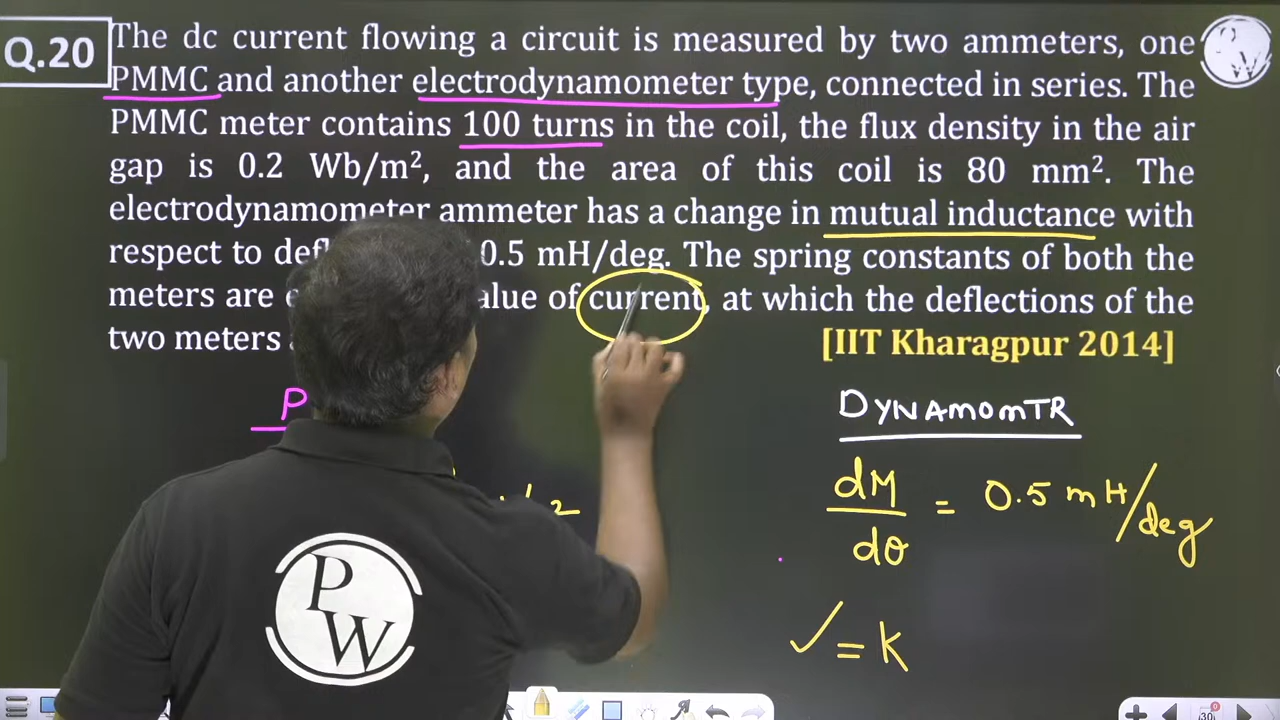 Q.20
The dc current flowing a circuit is measured by two ammeters, one
PMMC and another electrodynamometer type, connected in series. The
PMMC meter contains 100 turns in the coil, the flux density in the air
gap is 0.2 Wb/m², and the area of this coil is 80 mm². The
electrodynamometer ammeter has a change in mutual inductance with
respect to 0.5 mH/deg. The spring constants of both the
meters are of current, at which the deflections of the
two meters [IIT Kharagpur 2014]
P
DYNAMOMTR
dM/dθ = 0.5 mH/deg
✓ = K
PW